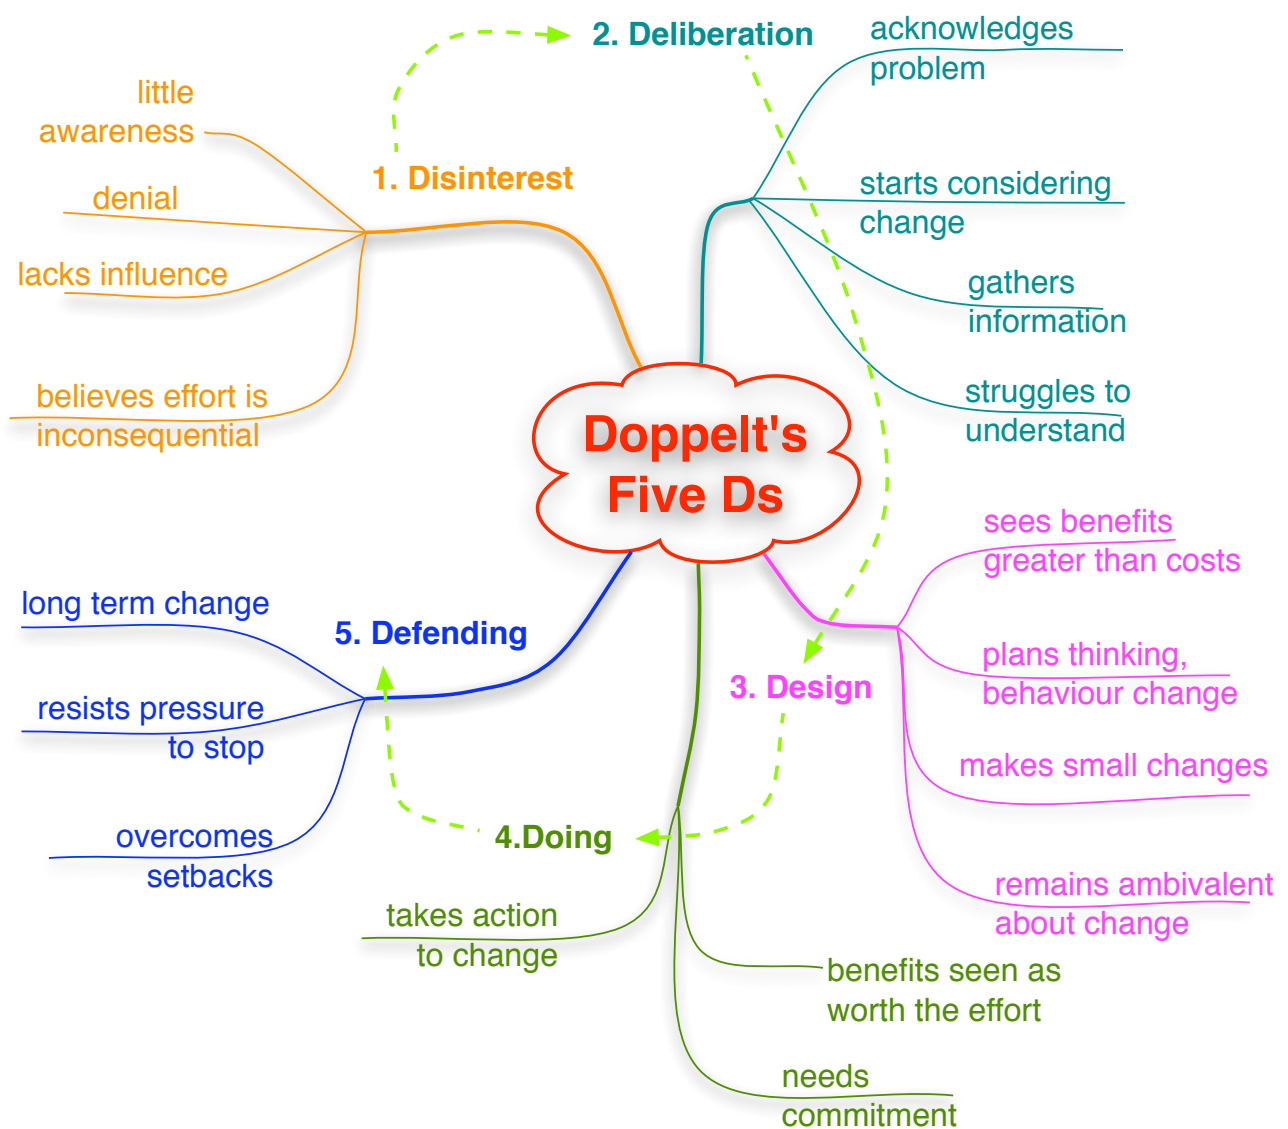 Doppelt's
Five Ds
1. Disinterest
little
awareness
denial
lacks influence
believes effort is
inconsequential
2. Deliberation
acknowledges
problem
starts considering
change
gathers
information
struggles to
understand
3. Design
sees benefits
greater than costs
plans thinking,
behaviour change
makes small changes
remains ambivalent
about change
4.Doing
takes action
to change
benefits seen as
worth the effort
needs
commitment
5. Defending
long term change
resists pressure
to stop
overcomes
setbacks